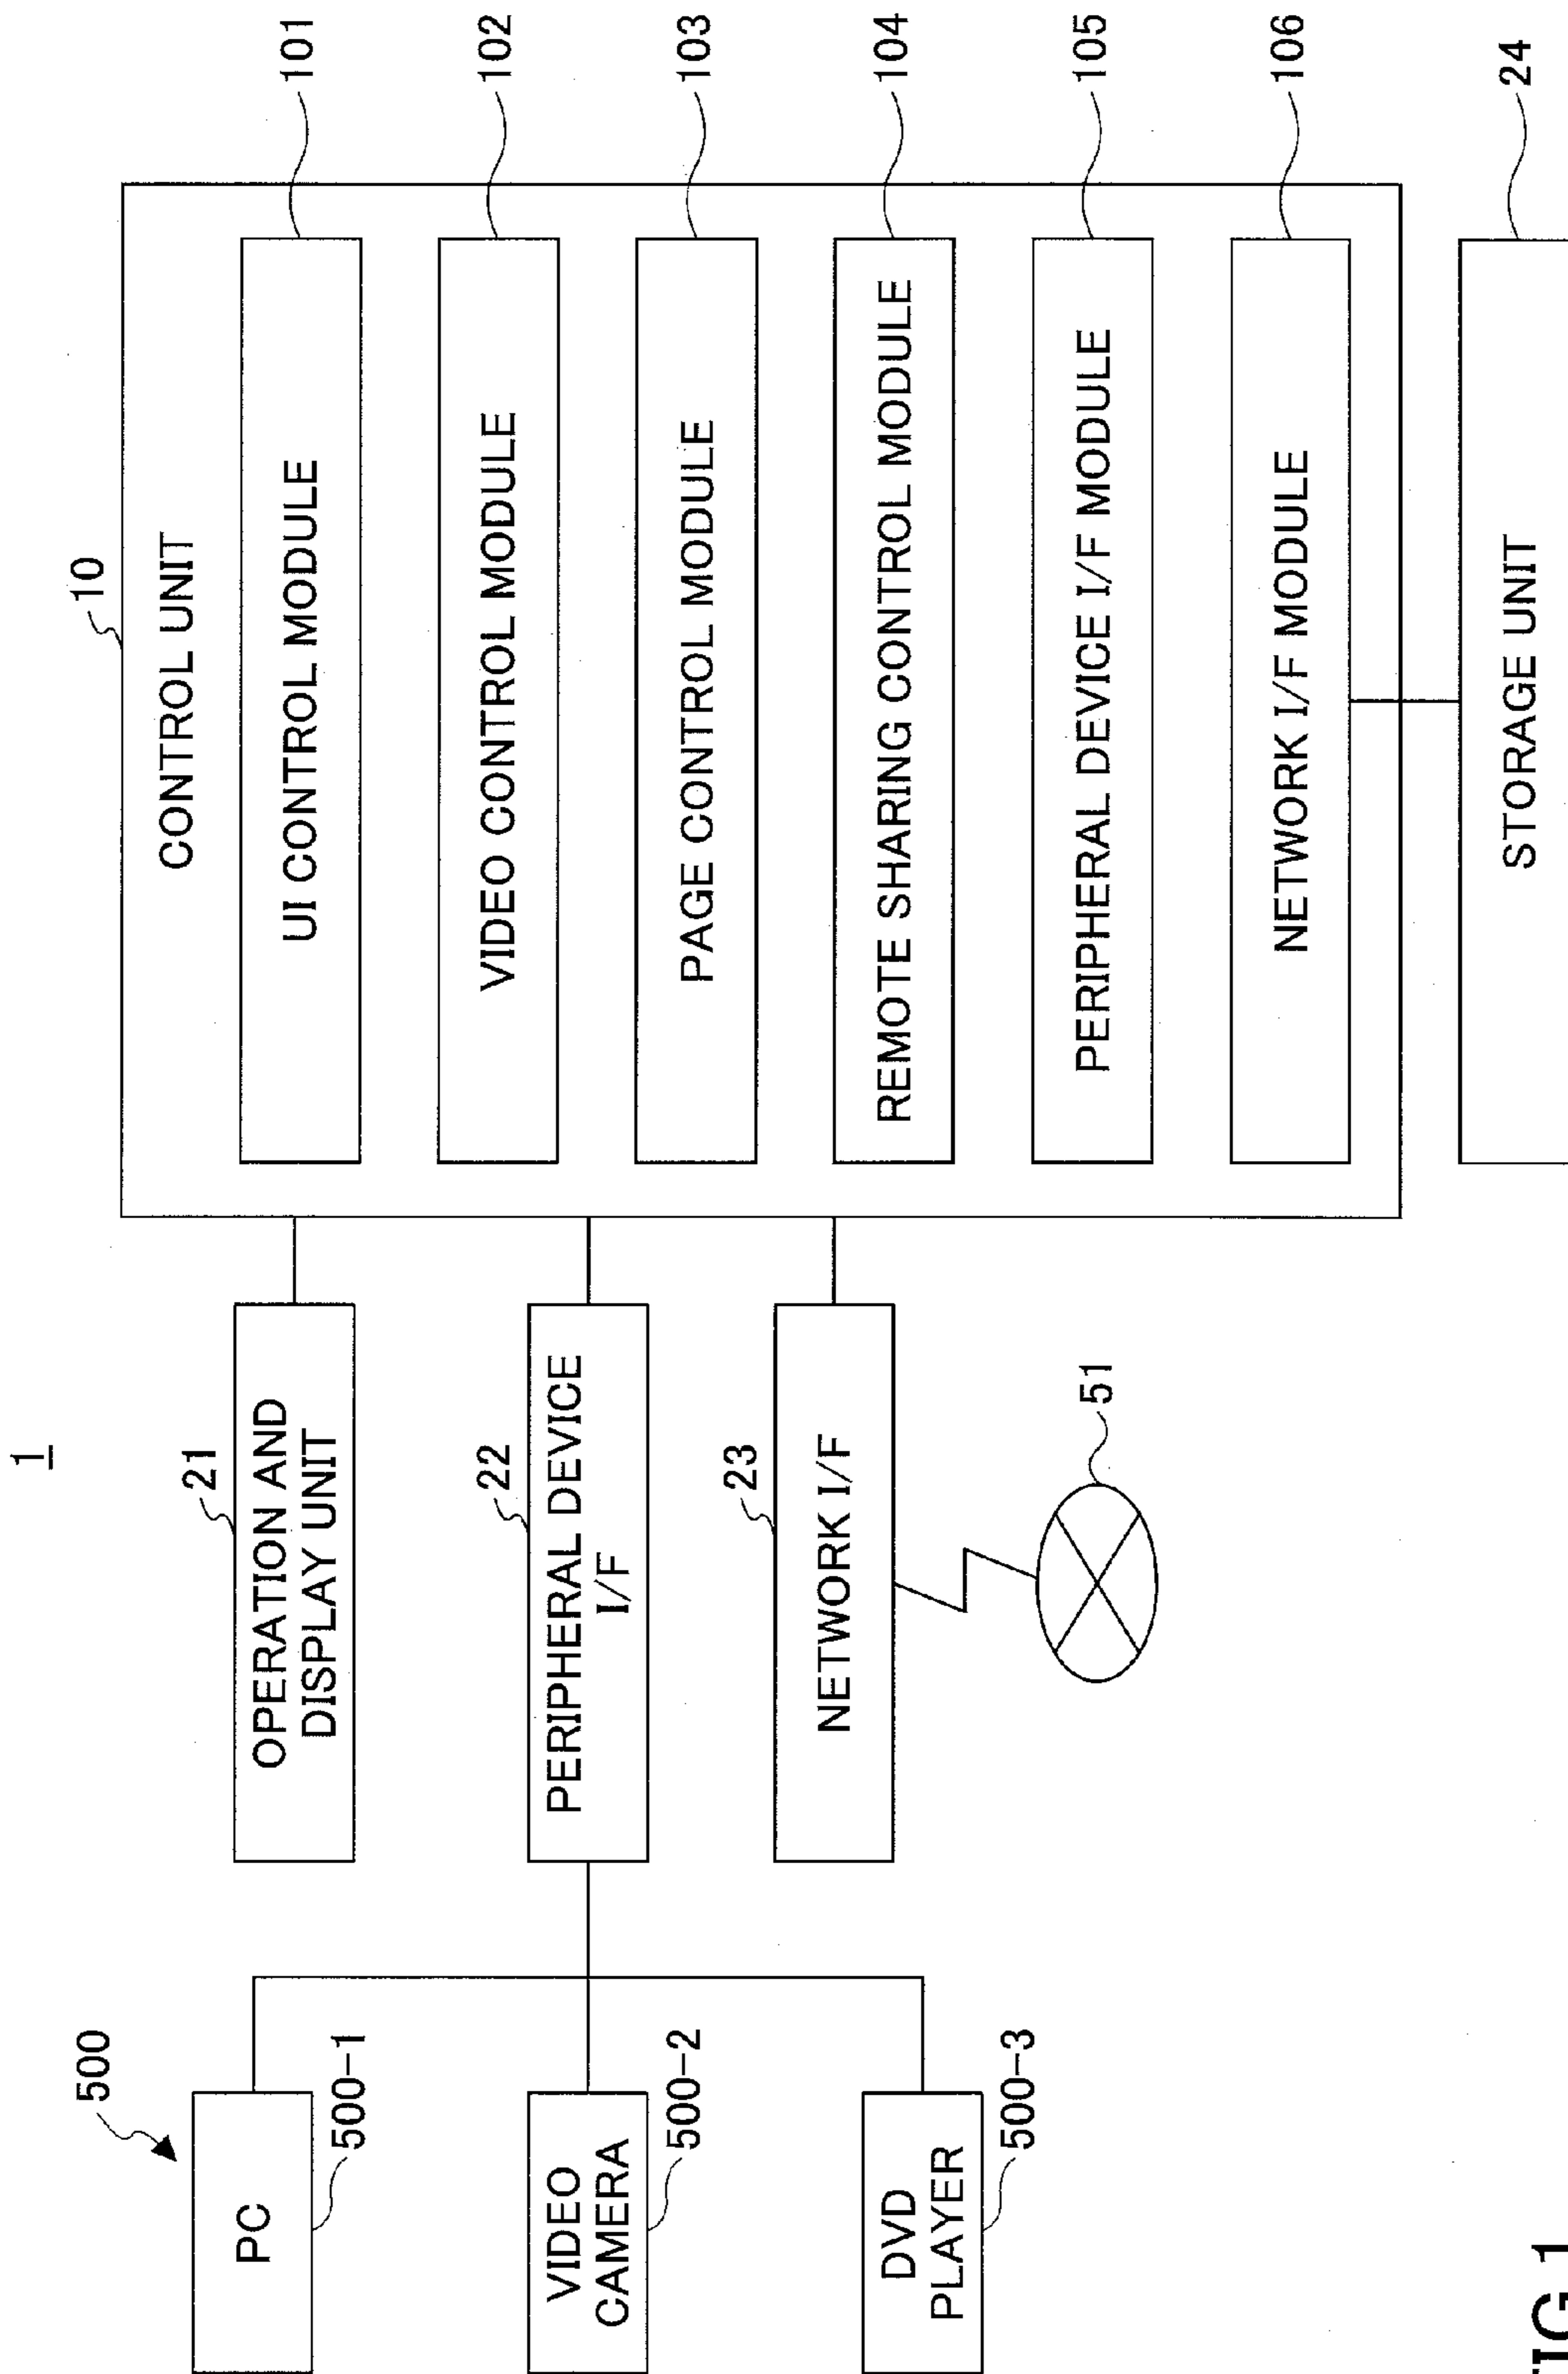 1
500
PC
500-1
VIDEO
CAMERA
500-2
DVD
PLAYER
500-3
21
OPERATION AND
DISPLAY UNIT
22
PERIPHERAL DEVICE
I/F
23
NETWORK I/F
51
10
CONTROL UNIT
UI CONTROL MODULE
101
VIDEO CONTROL MODULE
102
PAGE CONTROL MODULE
103
REMOTE SHARING CONTROL MODULE
104
PERIPHERAL DEVICE I/F MODULE
105
NETWORK I/F MODULE
106
STORAGE UNIT
24
FIG.1